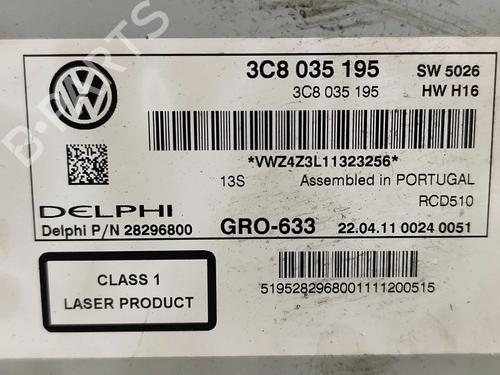 3C8 035 195 SW 5026
3C8 035 195 HW H16
*VWZ4Z3L11323256*
13S Assembled in PORTUGAL
RCD510
DELPHI
Delphi P/N 28296800 GRO-633 22.04.11 0024 0051
CLASS 1
LASER PRODUCT
5195282968001111200515
B-PARTS